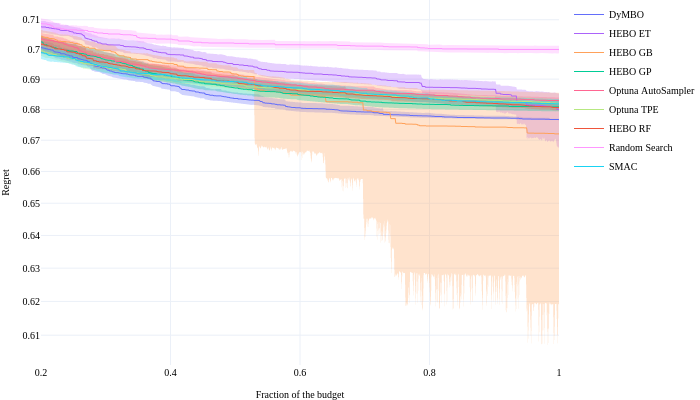 0.71
0.7
0.69
0.68
0.67
0.66
0.65
0.64
0.63
0.62
0.61
Regret
0.2
0.4
0.6
0.8
1
Fraction of the budget
DyMBO
HEBO ET
HEBO GB
HEBO GP
Optuna AutoSampler
Optuna TPE
HEBO RF
Random Search
SMAC